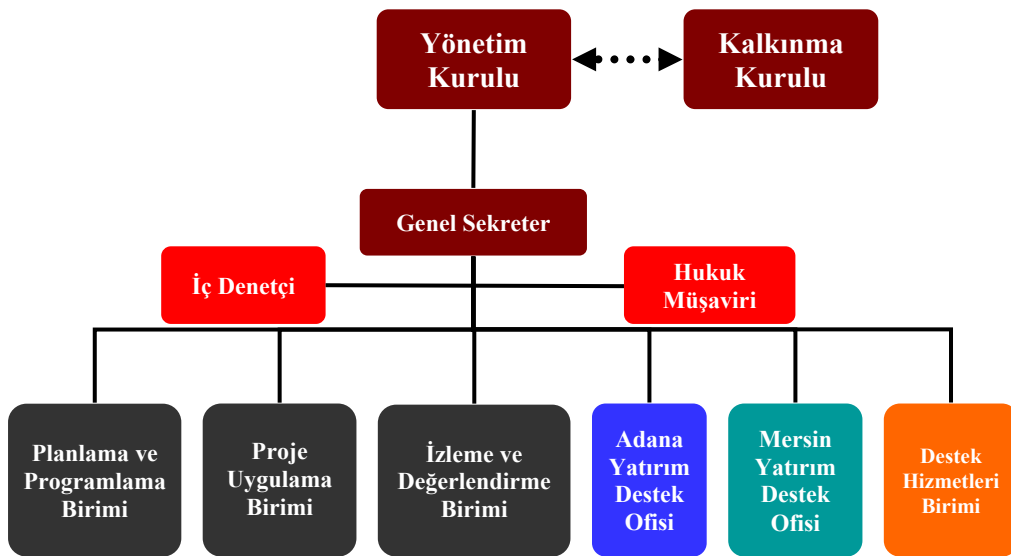 Yönetim
Kurulu
Kalkınma
Kurulu
Genel Sekreter
İç Denetçi
Hukuk
Müşaviri
Planlama ve
Programlama
Birimi
Proje
Uygulama
Birimi
İzleme ve
Değerlendirme
Birimi
Adana
Yatırım
Destek
Ofisi
Mersin
Yatırım
Destek
Ofisi
Destek
Hizmetleri
Birimi